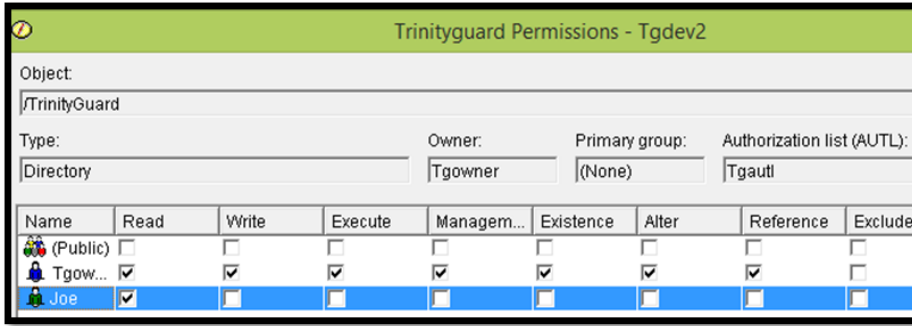 Trinityguard Permissions - Tgdev2
Object:
/TrinityGuard
Type: Owner: Primary group: Authorization list (AUTL):
Directory Tgowner (None) Tgautl
Name Read Write Execute Managem... Existence Alter Reference Exclude
(Public)
Tgow...
Joe